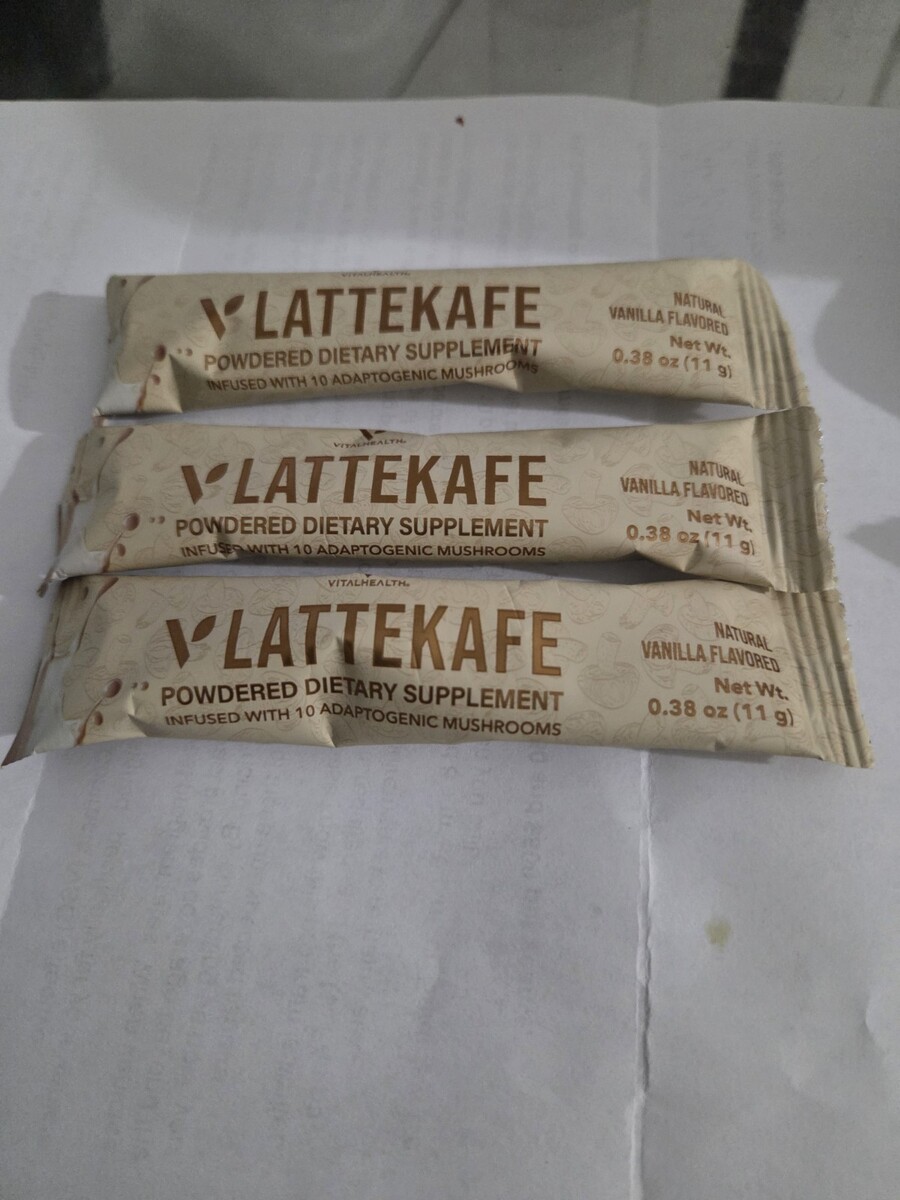 VITALHEALTH
V LATTEKAFE
POWDERED DIETARY SUPPLEMENT
INFUSED WITH 10 ADAPTOGENIC MUSHROOMS
NATURAL
VANILLA FLAVORED
Net Wt.
0.38 oz (11 g)
VITALHEALTH
V LATTEKAFE
POWDERED DIETARY SUPPLEMENT
INFUSED WITH 10 ADAPTOGENIC MUSHROOMS
NATURAL
VANILLA FLAVORED
Net Wt.
0.38 oz (11 g)
VITALHEALTH
V LATTEKAFE
POWDERED DIETARY SUPPLEMENT
INFUSED WITH 10 ADAPTOGENIC MUSHROOMS
NATURAL
VANILLA FLAVORED
Net Wt.
0.38 oz (11 g)